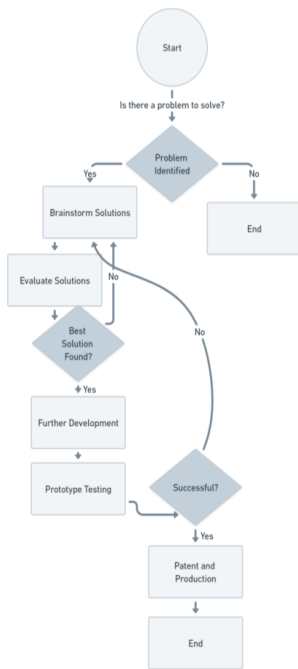 Start
Is there a problem to solve?
Problem
Identified
Yes
No
Brainstorm Solutions
End
Evaluate Solutions
No
Best
Solution
Found?
No
Yes
Further Development
Prototype Testing
Successful?
Yes
Patent and
Production
End